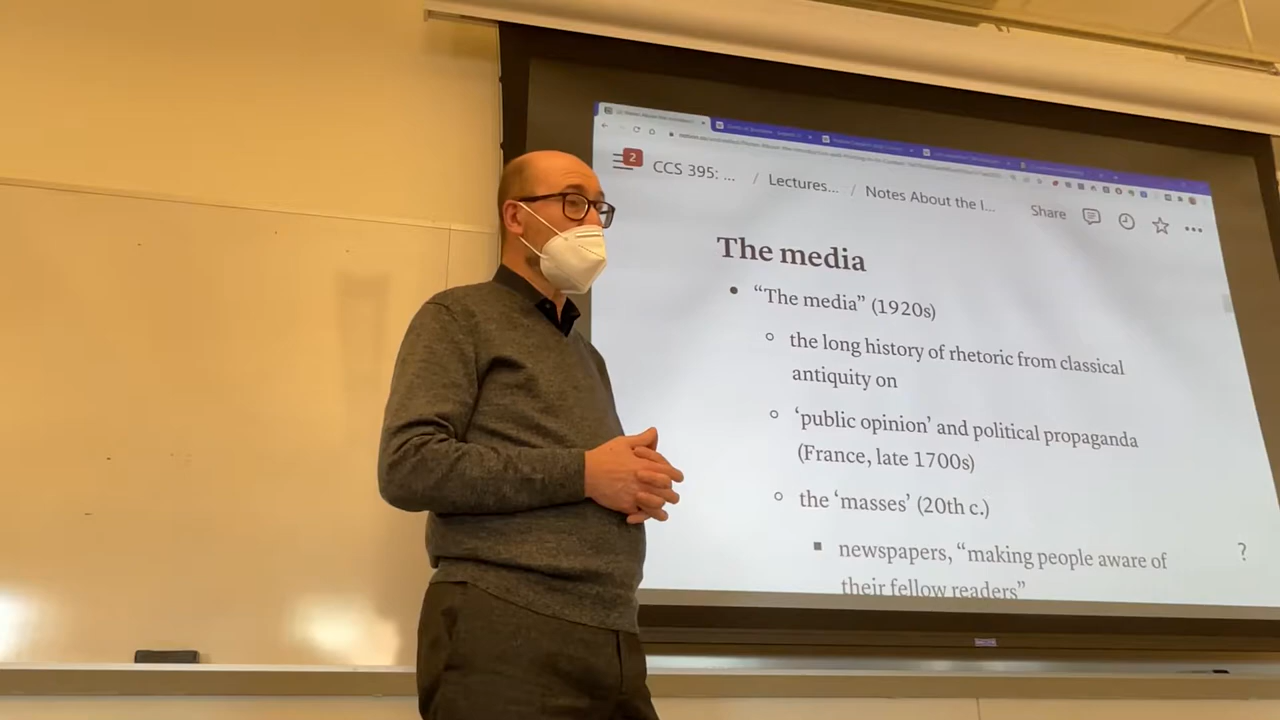 2
CCS 395: ... / Lectures... / Notes About the I...
Share
The media
“The media” (1920s)
the long history of rhetoric from classical
antiquity on
‘public opinion’ and political propaganda
(France, late 1700s)
the ‘masses’ (20th c.)
newspapers, “making people aware of
their fellow readers”
?